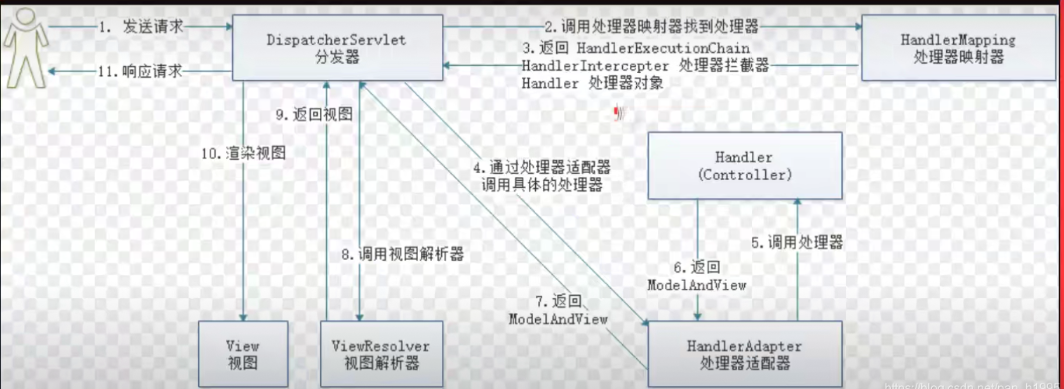 1. 发送请求
DispatcherServlet
分发器
2.调用处理器映射器找到处理器
3.返回 HandlerExecutionChain
HandlerIntercepter 处理器拦截器
Handler 处理器对象
HandlerMapping
处理器映射器
11.响应请求
9.返回视图
10.渲染视图
4.通过处理器适配器
调用具体的处理器
Handler
(Controller)
8.调用视图解析器
5.调用处理器
6.返回
ModelAndView
7.返回
ModelAndView
View
视图
ViewResolver
视图解析器
HandlerAdapter
处理器适配器